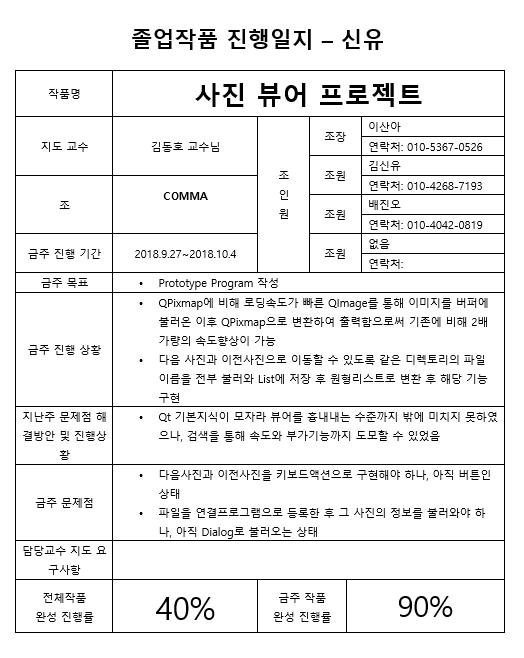 졸업작품 진행일지 – 신유
작품명
사진 뷰어 프로젝트
지도 교수
김동호 교수님
조
인
원
조장
이산아
연락처: 010-5367-0526
조원
김신유
연락처: 010-4268-7193
조
COMMA
조원
배진오
연락처: 010-4042-0819
금주 진행 기간
2018.9.27~2018.10.4
조원
없음
연락처:
금주 목표
• Prototype Program 작성
금주 진행 상황
• QPixmap에 비해 로딩속도가 빠른 QImage를 통해 이미지를 버퍼에
불러온 이후 QPixmap으로 변환하여 출력함으로써 기존에 비해 2배
가량의 속도향상이 가능
• 다음 사진과 이전사진으로 이동할 수 있도록 같은 디렉토리의 파일
이름을 전부 불러와 List에 저장 후 원형리스트로 변환 후 해당 기능
구현
지난주 문제점 해
결방안 및 진행상
황
• Qt 기본지식이 모자라 뷰어를 흉내내는 수준까지 밖에 미치지 못하였
으나, 검색을 통해 속도와 부가기능까지 도모할 수 있었음
금주 문제점
• 다음사진과 이전사진을 키보드액션으로 구현해야 하나, 아직 버튼인
상태
• 파일을 연결프로그램으로 등록한 후 그 사진의 정보를 불러와야 하
나, 아직 Dialog로 불러오는 상태
담당교수 지도 요
구사항
전체작품
완성 진행률
40%
금주 작품
완성 진행률
90%